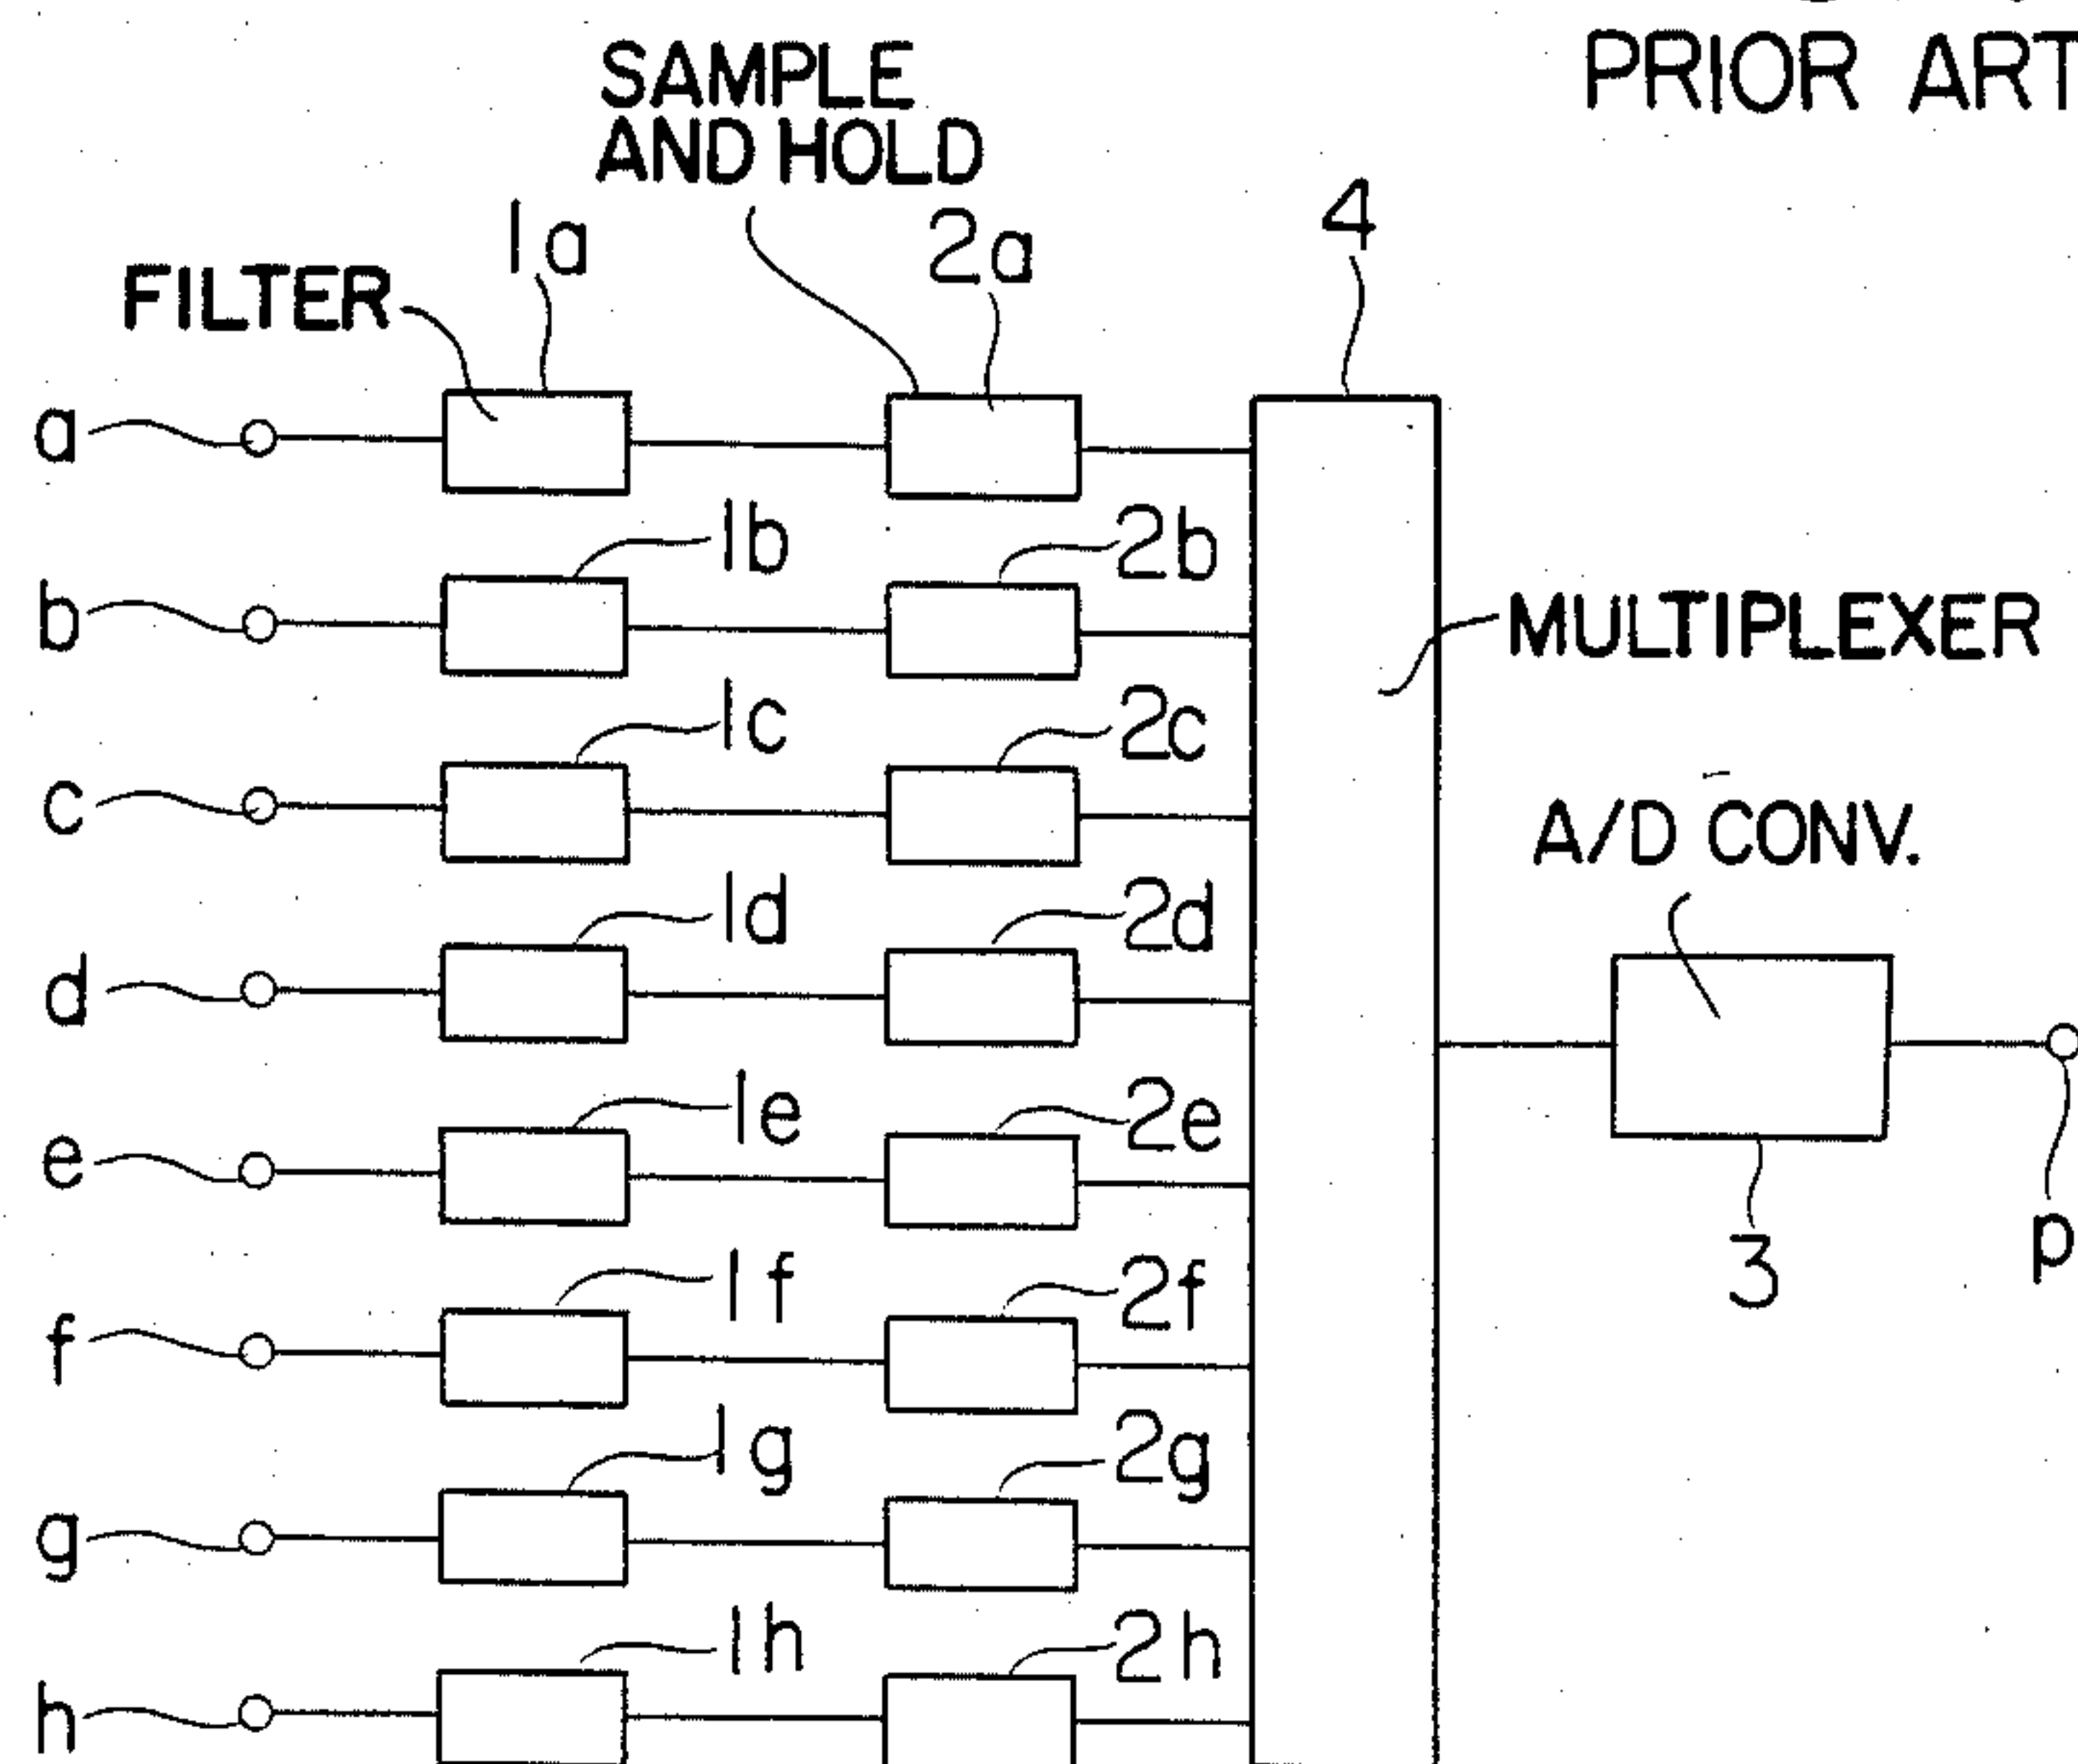 PRIOR ART
SAMPLE
AND HOLD
1a
2a
4
FILTER
a
1b
2b
b
MULTIPLEXER
1c
2c
c
A/D CONV.
1d
2d
d
1e
2e
e
3
p
1f
2f
f
1g
2g
g
1h
2h
h